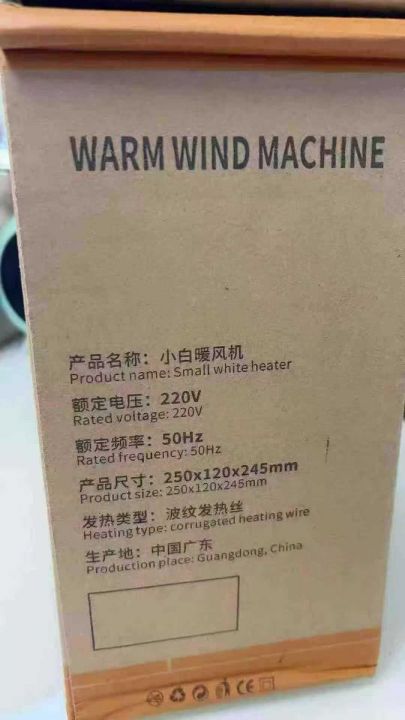 WARM WIND MACHINE
产品名称：小白暖风机
Product name: Small white heater
额定电压：220V
Rated voltage: 220V
额定频率：50Hz
Rated frequency: 50Hz
产品尺寸：250x120x245mm
Product size: 250x120x245mm
发热类型：波纹发热丝
Heating type: corrugated heating wire
生产地：中国广东
Production place: Guangdong, China
CE